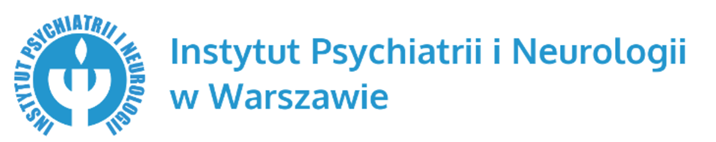 INSTYTUT PSYCHIATRII I NEUROLOGII
Instytut Psychiatrii i Neurologii
w Warszawie